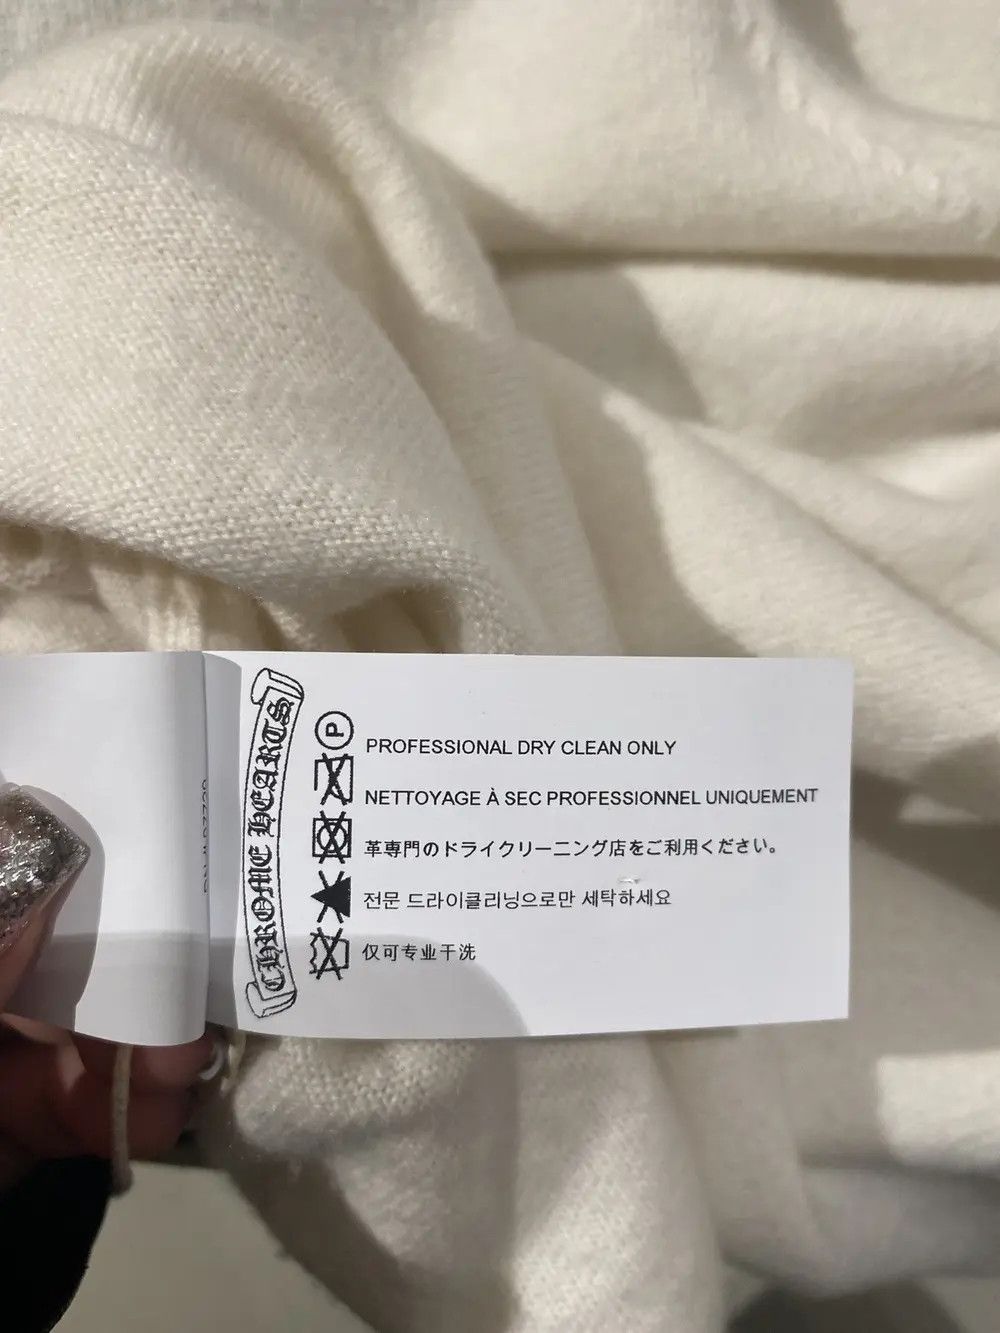 CHROME HEARTS
P
PROFESSIONAL DRY CLEAN ONLY
NETTOYAGE À SEC PROFESSIONNEL UNIQUEMENT
革専門のドライクリーニング店をご利用ください。
전문 드라이클리닝으로만 세탁하세요
仅可专业干洗